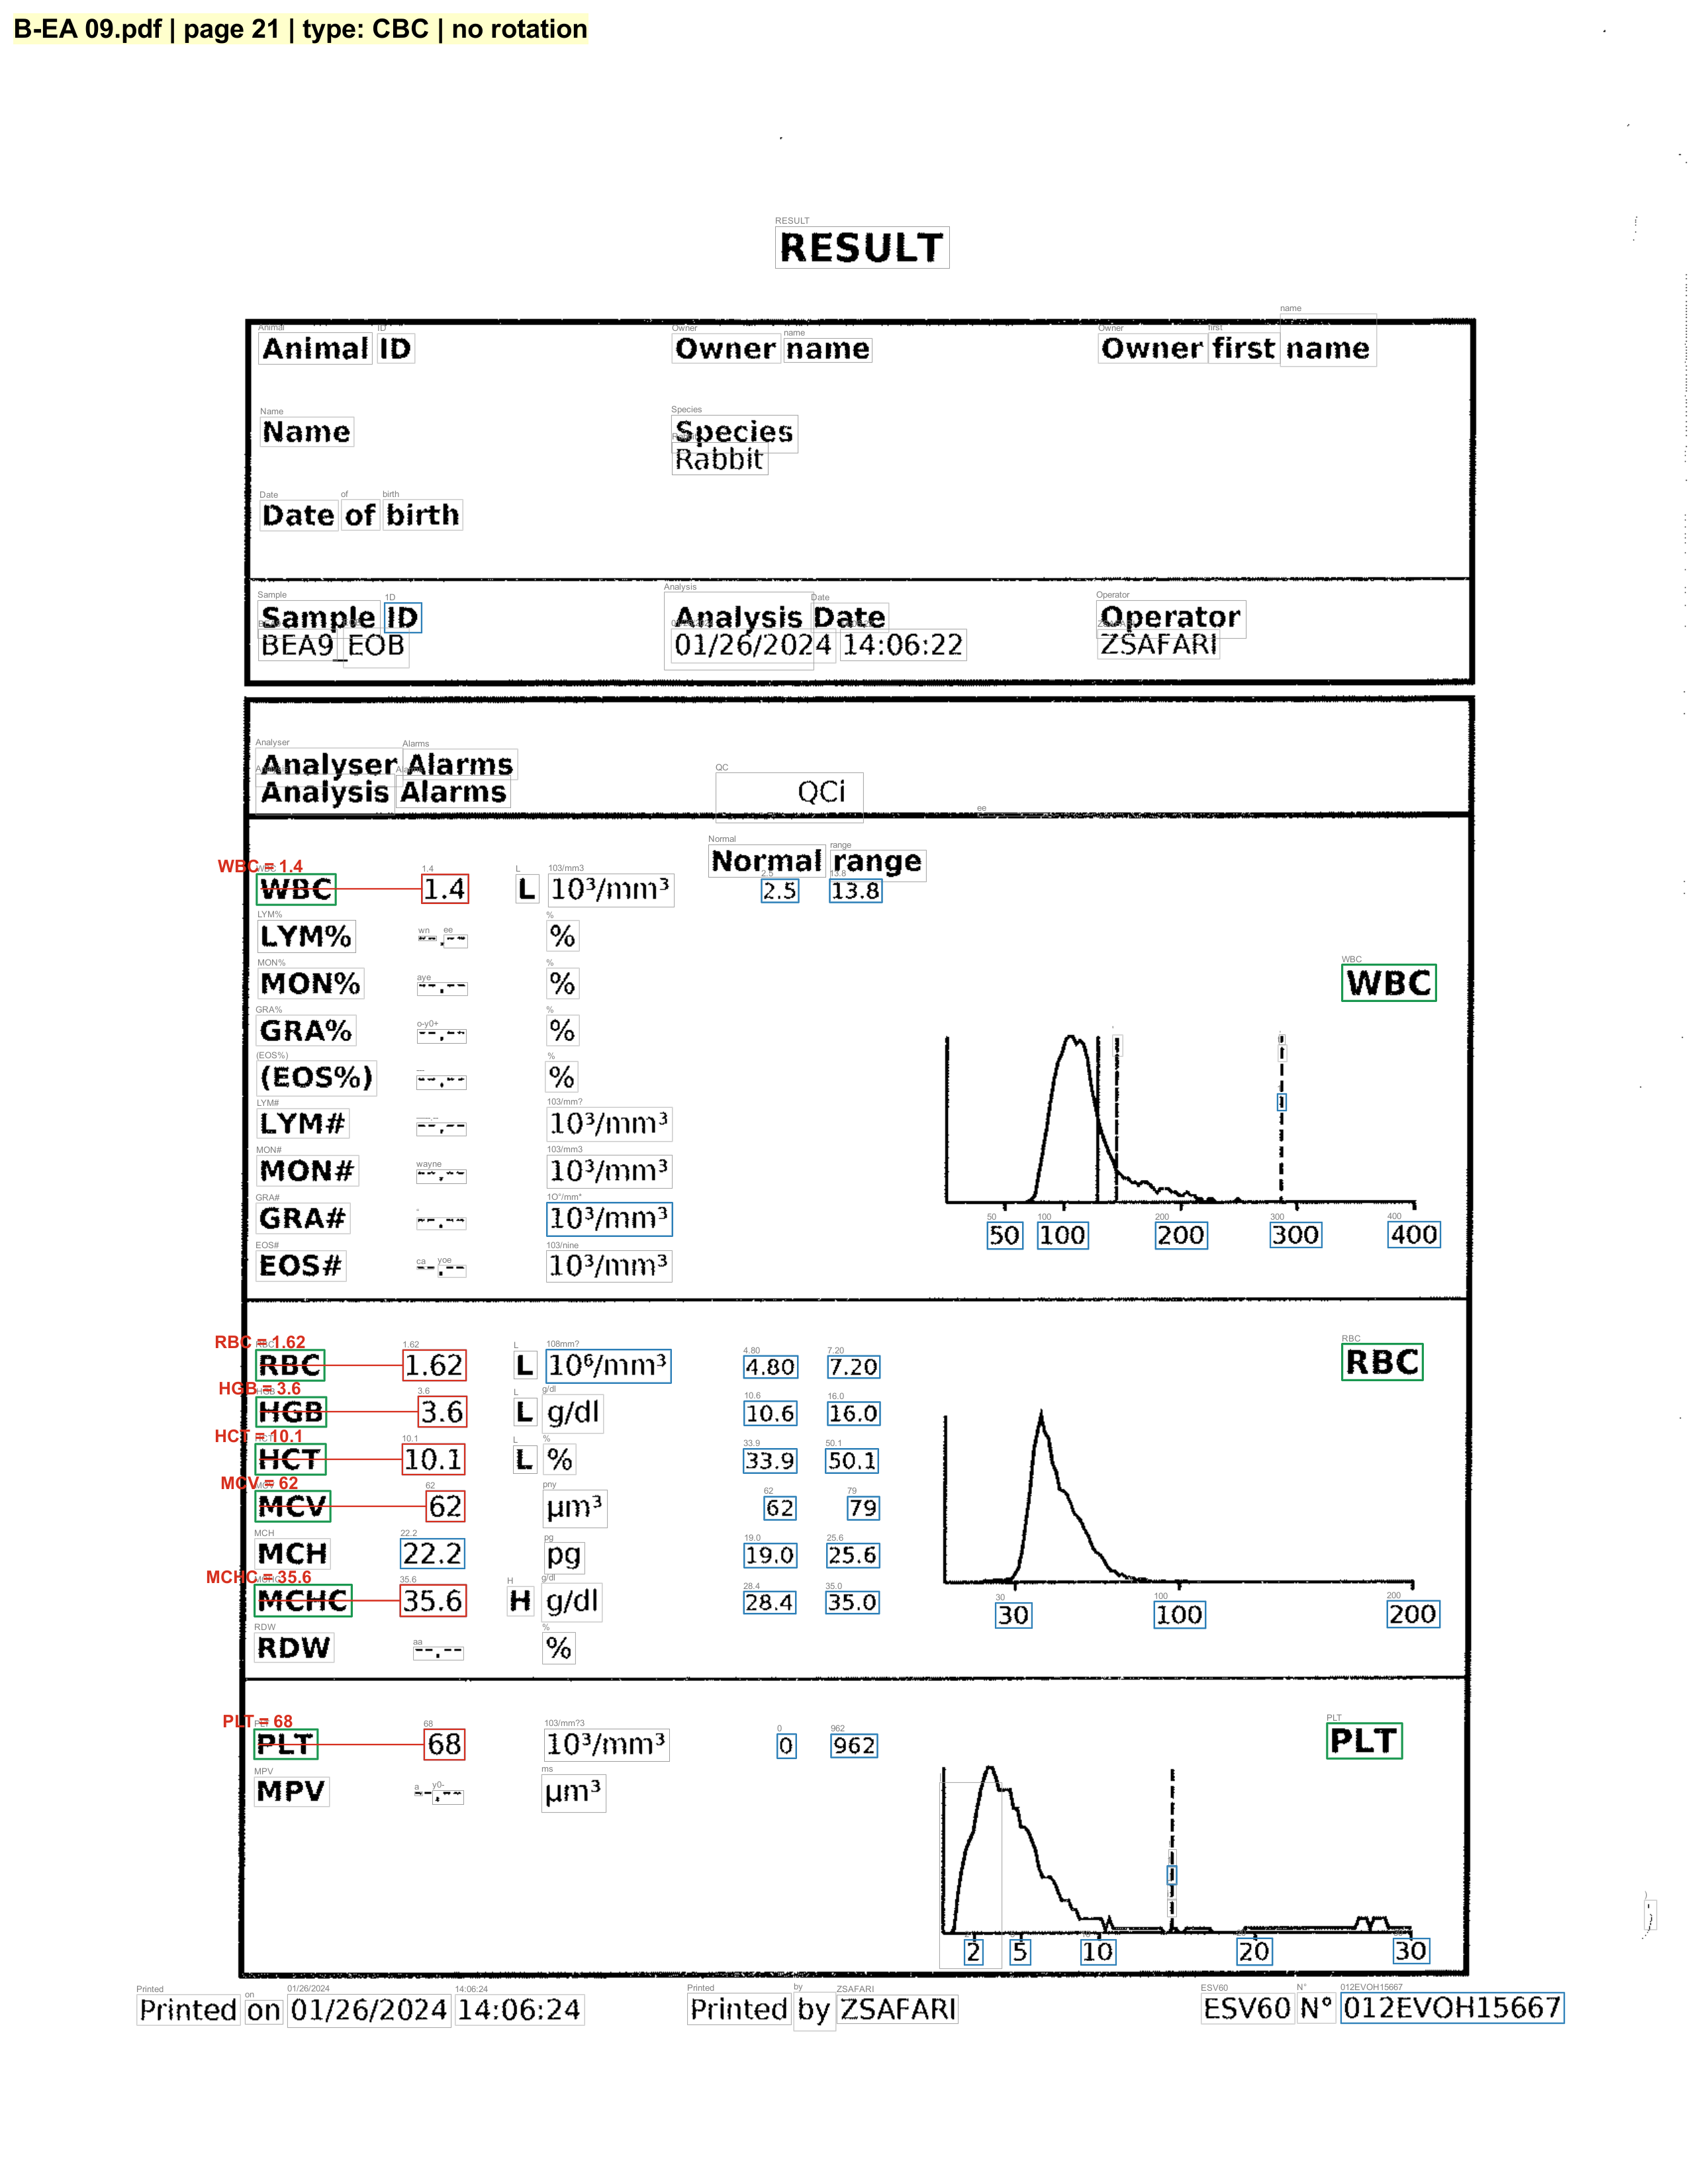 B-EA 09.pdf | page 21 | type: CBC | no rotation
RESULT
RESULT
Animal ID Owner name Owner first name
Name Species
Rabbit
Date of birth
Sample ID Analysis Date Operator
BEA9_EOB 01/26/2024 14:06:22 ZSAFARI
Analyser Alarms
Analysis Alarms QCi
Normal range
WBC = 1.4
WBC 1.4 L 10³/mm³ 2.5 13.8
LYM% --.-- %
MON% --.-- %
WBC
GRA% --.-- %
(EOS%) --.-- %
LYM# --.-- 10³/mm³
MON# --.-- 10³/mm³
GRA# --.-- 10³/mm³
50 100 200 300 400
EOS# --.-- 10³/mm³
RBC = 1.62
RBC 1.62 L 10⁶/mm³ 4.80 7.20 RBC
HGB = 3.6
HGB 3.6 L g/dl 10.6 16.0
HCT = 10.1
HCT 10.1 L % 33.9 50.1
MCV = 62
MCV 62 µm³ 62 79
MCH 22.2 pg 19.0 25.6
MCHC = 35.6
MCHC 35.6 H g/dl 28.4 35.0
30 100 200
RDW --.-- %
PLT = 68
PLT 68 10³/mm³ 0 962 PLT
MPV --.-- µm³
2 5 10 20 30
Printed on 01/26/2024 14:06:24 Printed by ZSAFARI ESV60 N° 012EVOH15667